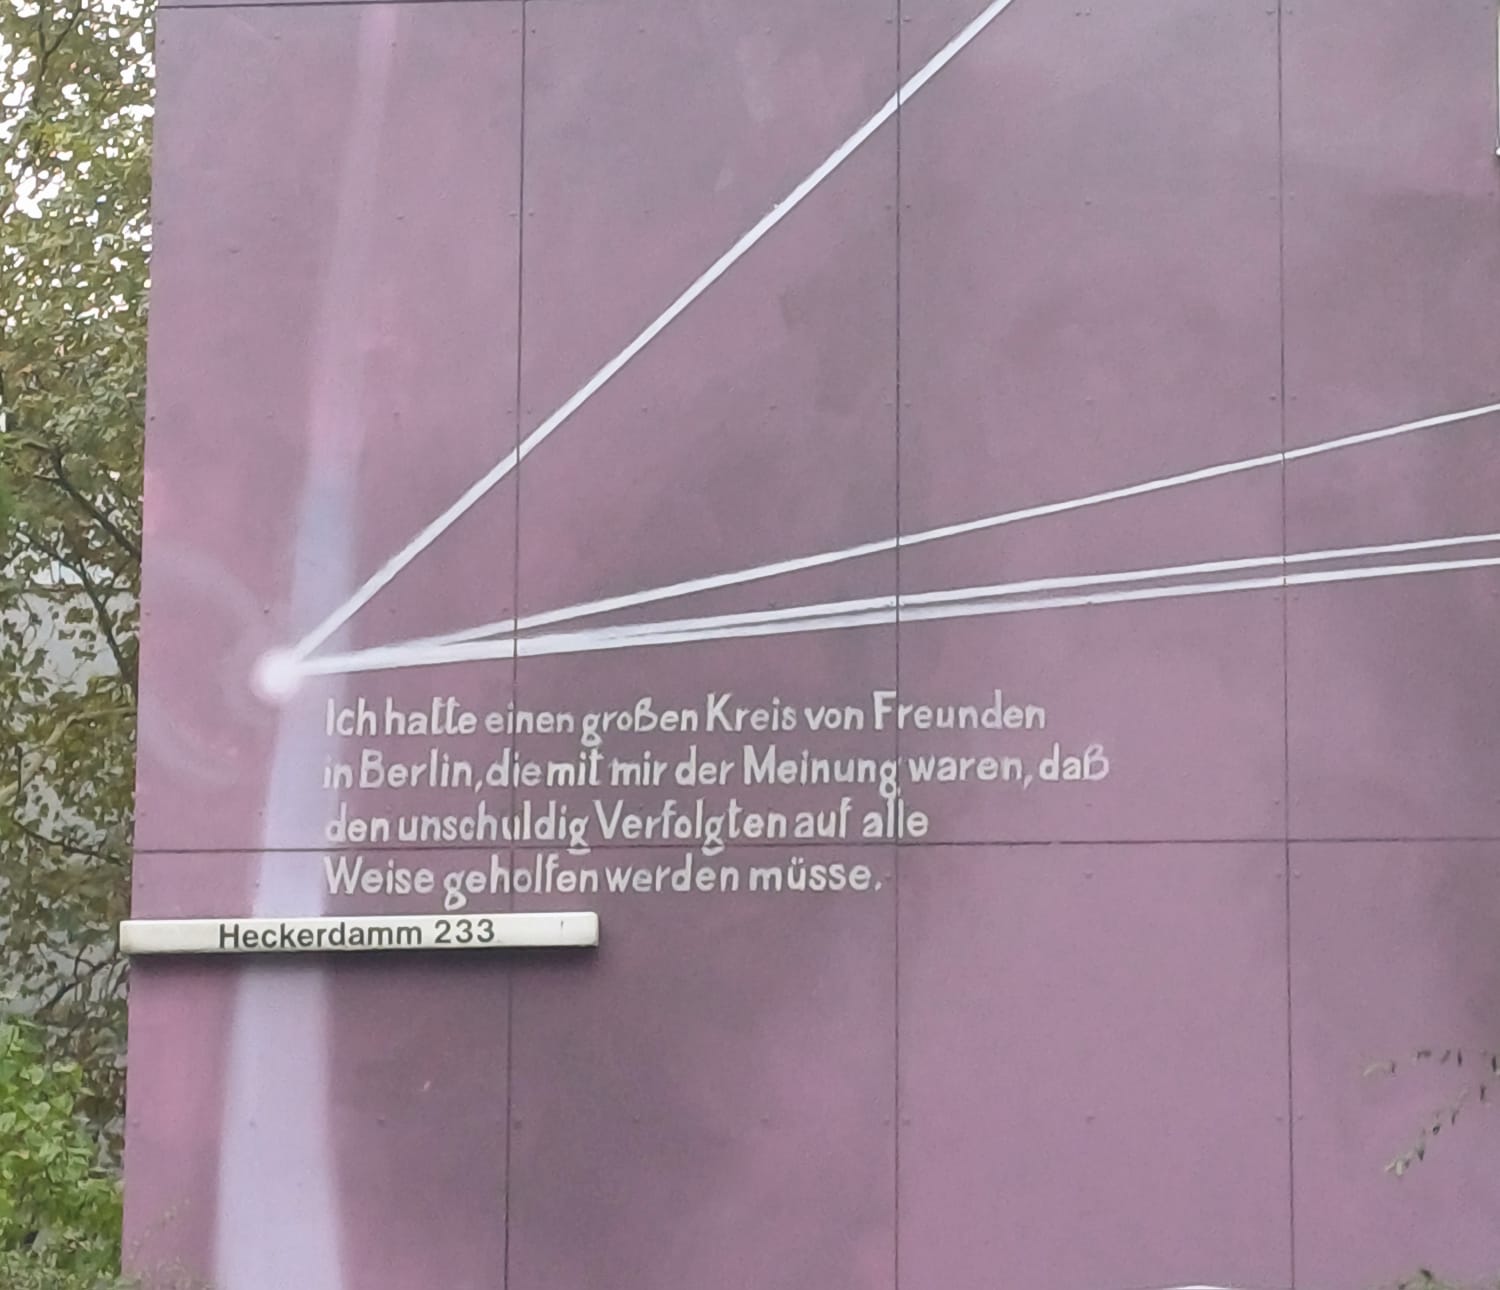 Ich hatte einen großen Kreis von Freunden
in Berlin, die mit mir der Meinung waren, daß
den unschuldig Verfolgten auf alle
Weise geholfen werden müsse.
Heckerdamm 233